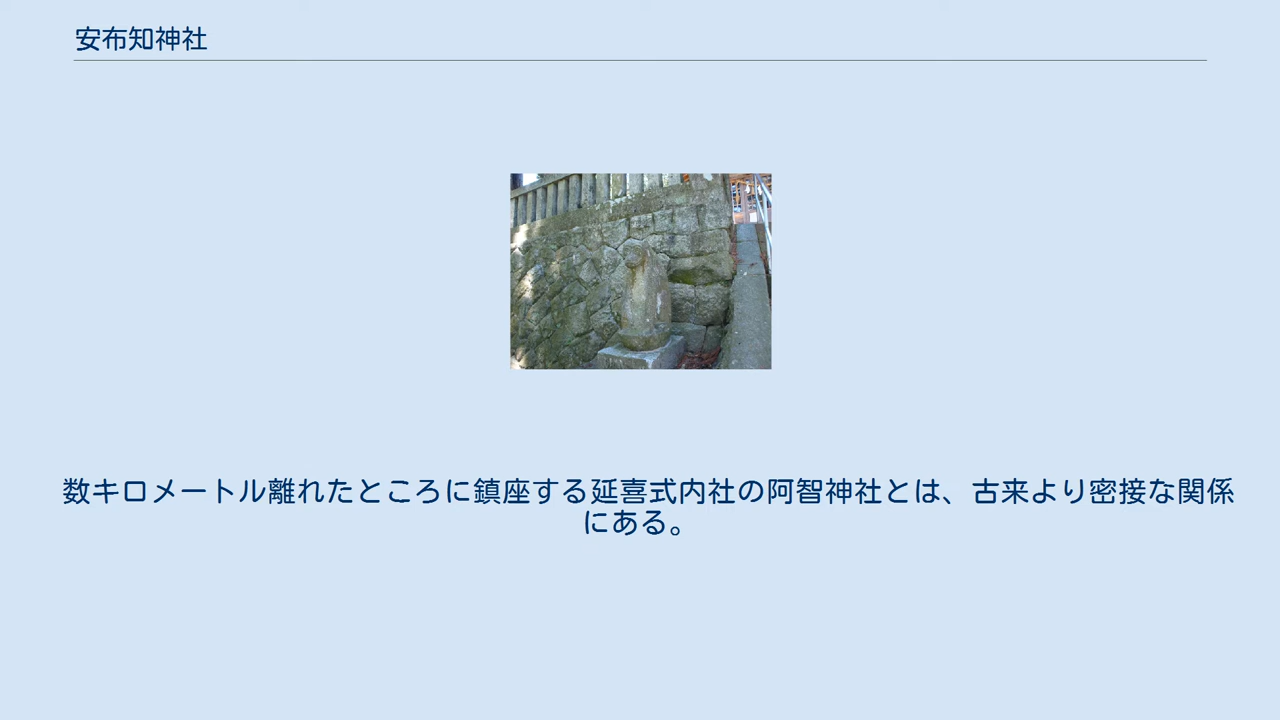 安布知神社
数キロメートル離れたところに鎮座する延喜式内社の阿智神社とは、古来より密接な関係
にある。